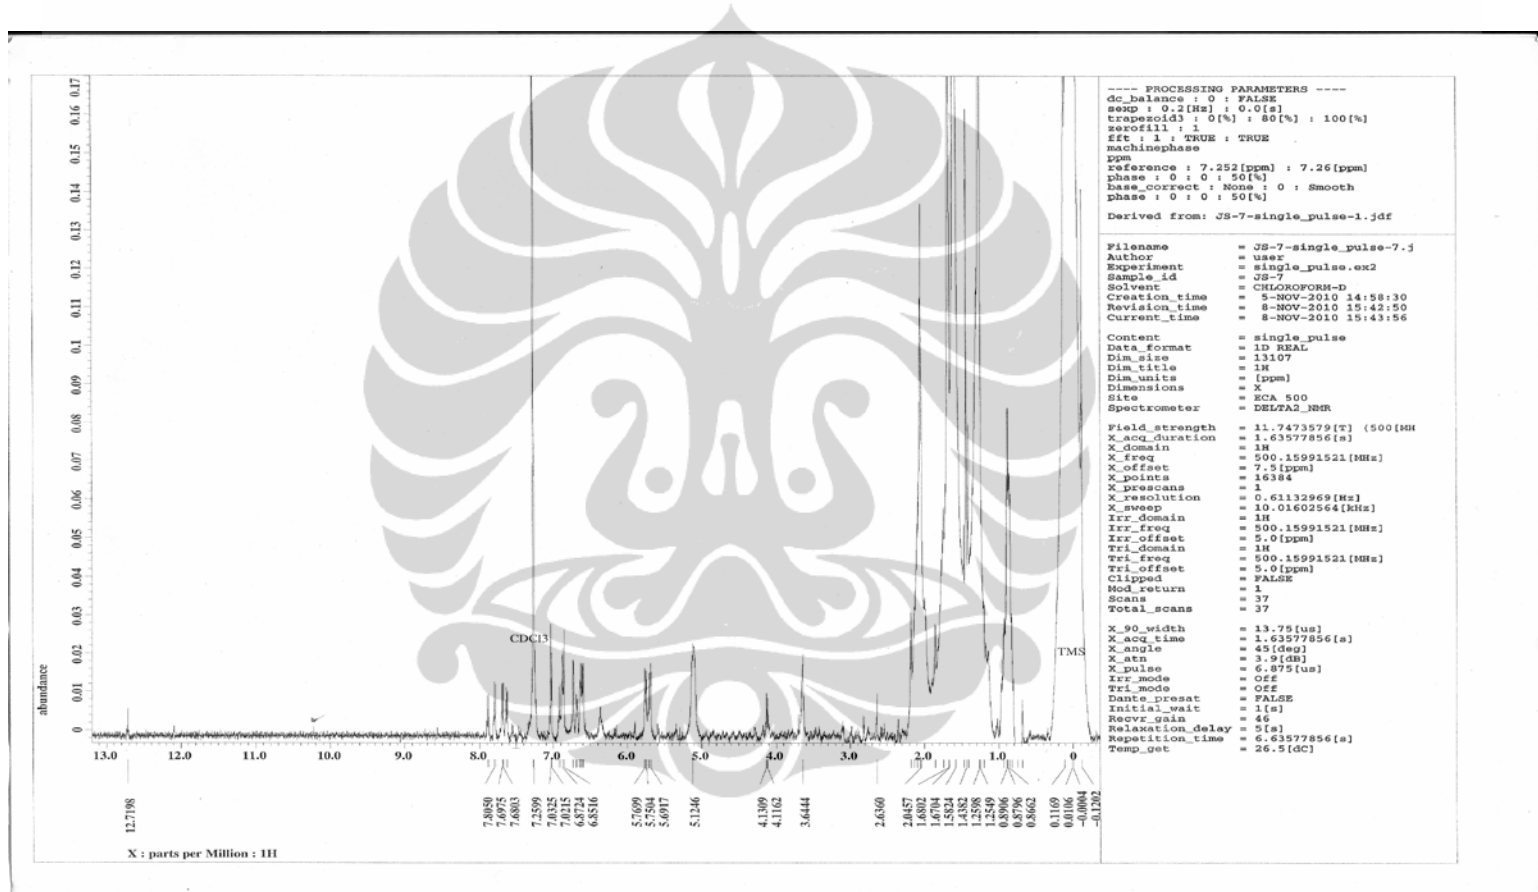 ---- PROCESSING PARAMETERS ----
dc_balance : 0 : FALSE
sexp : 0.2[Hz] : 0.0[s]
trapezoid3 : 0[%] : 80[%] : 100[%]
zerofill : 1
fft : 1 : TRUE : TRUE
machinephase
ppm
reference : 7.252[ppm] : 7.26[ppm]
phase : 0 : 0 : 50[%]
base_correct : None : 0 : Smooth
phase : 0 : 0 : 50[%]
Derived from: JS-7-single_pulse-1.jdf
Filename = JS-7-single_pulse-7.j
Author = user
Experiment = single_pulse.ex2
Sample_id = JS-7
Solvent = CHLOROFORM-D
Creation_time = 5-NOV-2010 14:58:30
Revision_time = 8-NOV-2010 15:42:50
Current_time = 8-NOV-2010 15:43:56
Content = single_pulse
Data_format = 1D REAL
Dim_size = 13107
Dim_title = 1H
Dim_units = [ppm]
Dimensions = X
Site = ECA 500
Spectrometer = DELTA2_NMR
Field_strength = 11.7473579[T] (500[MH
X_acq_duration = 1.63577856[s]
X_domain = 1H
X_freq = 500.15991521[MHz]
X_offset = 7.5[ppm]
X_points = 16384
X_prescans = 1
X_resolution = 0.61132969[Hz]
X_sweep = 10.01602564[kHz]
Irr_domain = 1H
Irr_freq = 500.15991521[MHz]
Irr_offset = 5.0[ppm]
Tri_domain = 1H
Tri_freq = 500.15991521[MHz]
Tri_offset = 5.0[ppm]
Clipped = FALSE
Mod_return = 1
Scans = 37
Total_scans = 37
X_90_width = 13.75[us]
X_acq_time = 1.63577856[s]
X_angle = 45[deg]
X_atn = 3.9[dB]
X_pulse = 6.875[us]
Irr_mode = Off
Tri_mode = Off
Dante_presat = FALSE
Initial_wait = 1[s]
Recvr_gain = 46
Relaxation_delay = 5[s]
Repetition_time = 6.63577856[s]
Temp_get = 26.5[dC]
0.17
0.16
0.15
0.14
0.13
0.12
0.11
0.1
0.09
0.08
0.07
0.06
0.05
0.04
0.03
0.02
0.01
0
abundance
CDCl3
TMS
13.0 12.0 11.0 10.0 9.0 8.0 7.0 6.0 5.0 4.0 3.0 2.0 1.0 0
12.7198
7.8050
7.6975
7.6803
7.2599
7.0325
7.0215
6.8724
6.8516
5.7699
5.7504
5.6917
5.1246
4.1309
4.1162
3.6444
2.6360
2.0457
1.6802
1.6704
1.5824
1.4382
1.2598
1.2549
0.8906
0.8796
0.8662
0.1169
0.0106
-0.0004
-0.1202
X : parts per Million : 1H